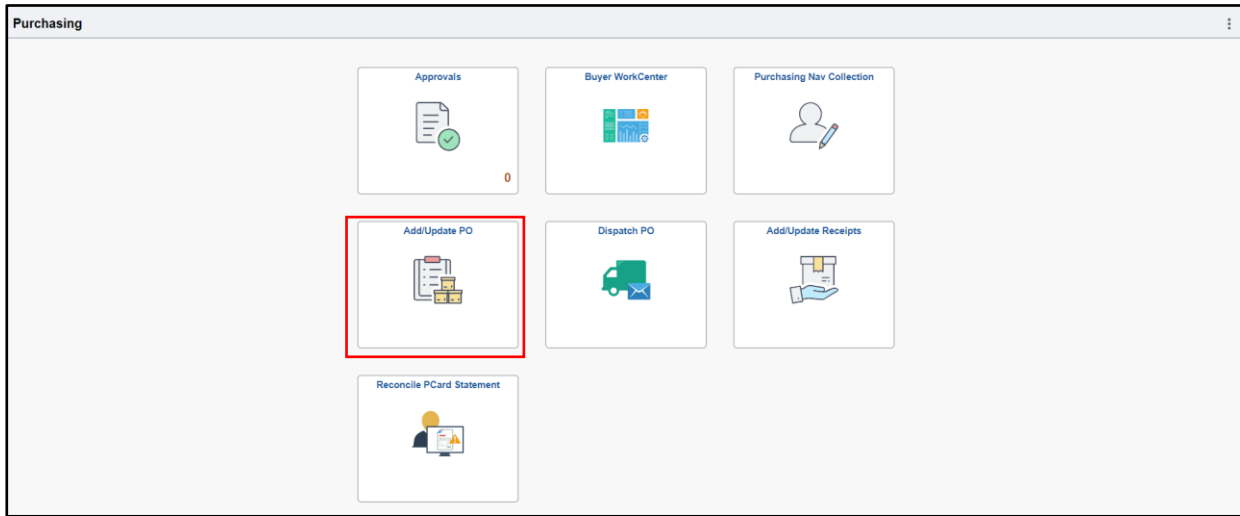 Purchasing
Approvals
0
Buyer WorkCenter
Purchasing Nav Collection
Add/Update PO
Dispatch PO
Add/Update Receipts
Reconcile PCard Statement